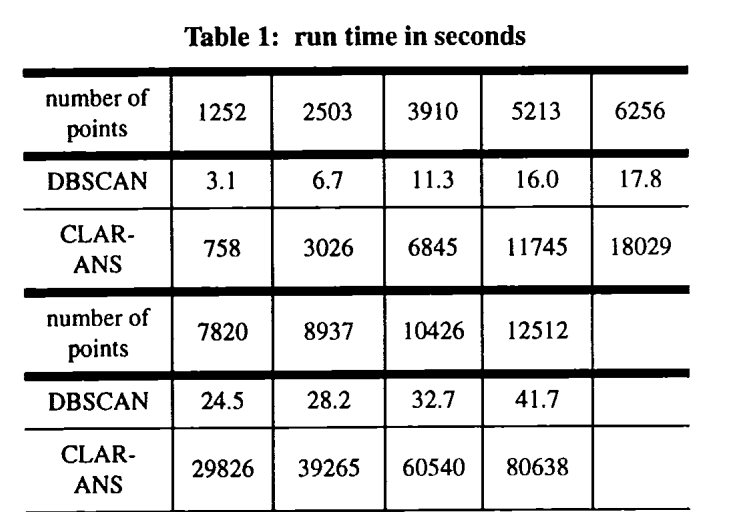 Table 1: run time in seconds
number of points 1252 2503 3910 5213 6256
DBSCAN 3.1 6.7 11.3 16.0 17.8
CLAR-
ANS 758 3026 6845 11745 18029
number of points 7820 8937 10426 12512
DBSCAN 24.5 28.2 32.7 41.7
CLAR-
ANS 29826 39265 60540 80638